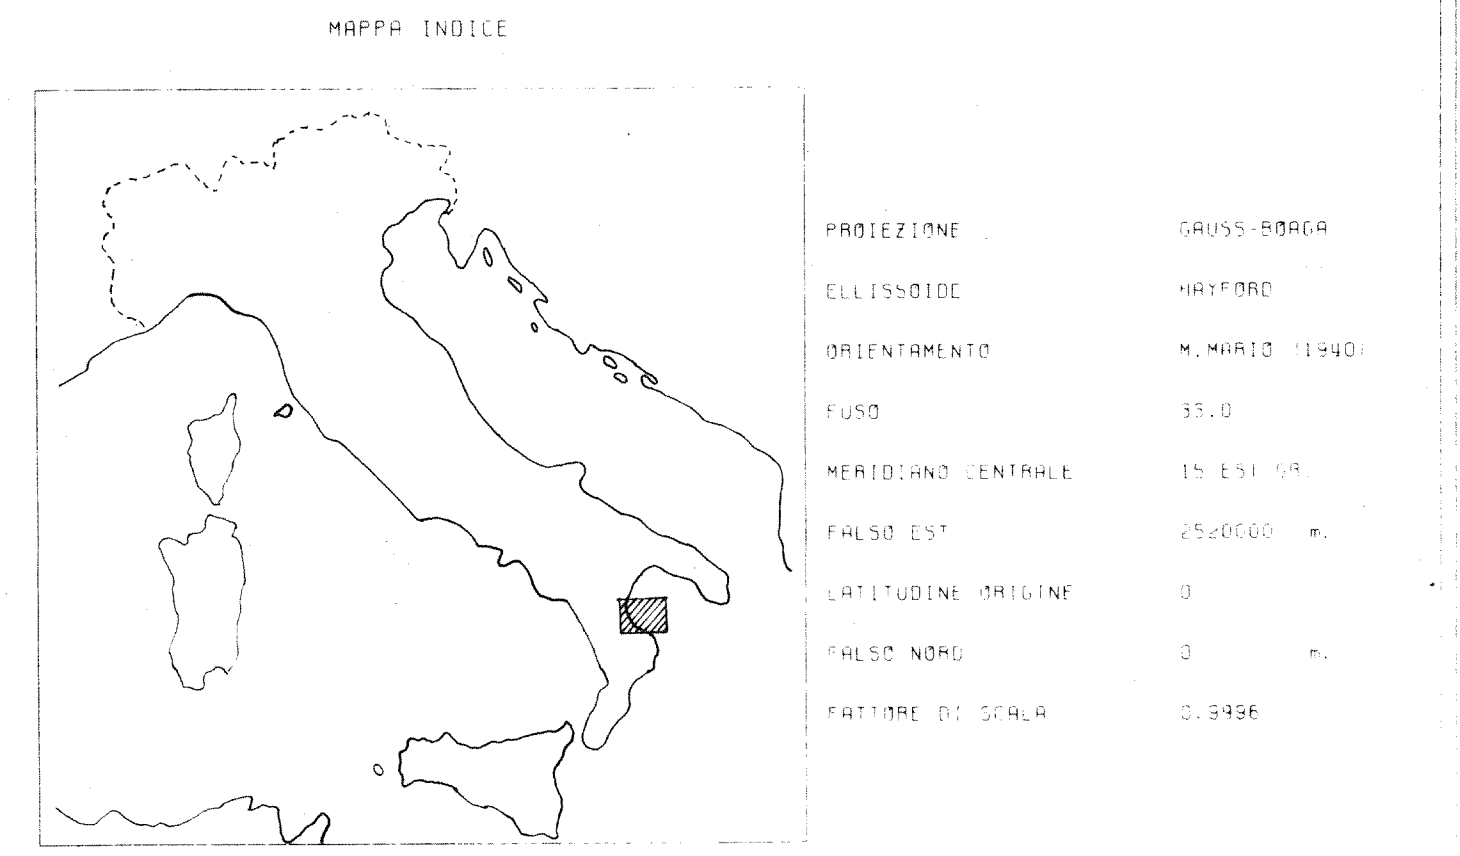 MAPPA INDICE
PROIEZIONE GAUSS-BOAGA
ELLISSOIDE HAYFORD
ORIENTAMENTO M.MARIO (1940)
FUSO 33.0
MERIDIANO CENTRALE 15 EST GR.
FALSO EST 2520000 m.
LATITUDINE ORIGINE 0
FALSO NORD 0 m.
FATTORE DI SCALA 0.9996